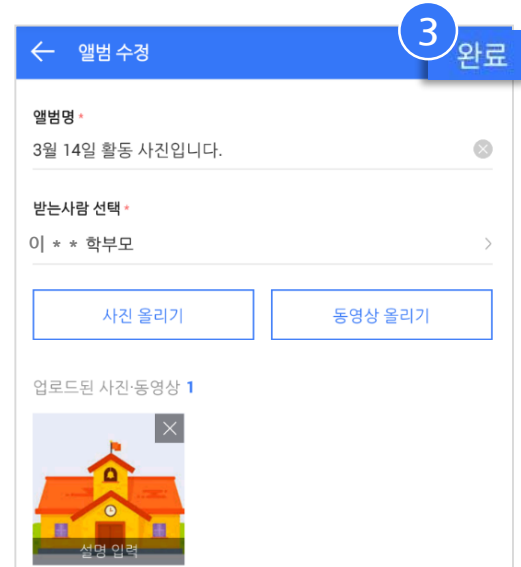 3
← 앨범 수정
완료
앨범명 *
3월 14일 활동 사진입니다.
받는사람 선택 *
이 * * 학부모
사진 올리기
동영상 올리기
업로드된 사진·동영상 1
설명 입력